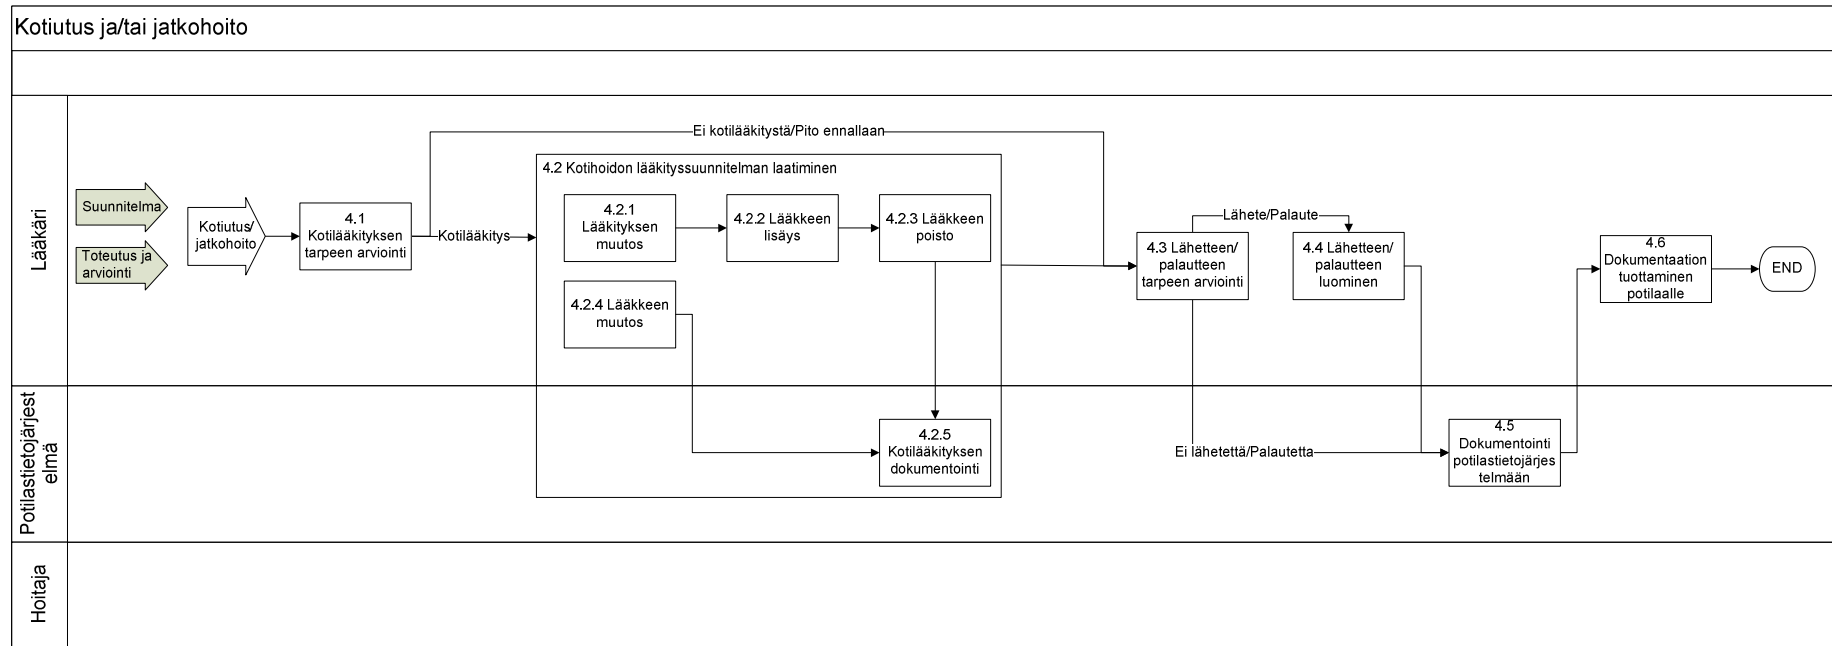 Kotiutus ja/tai jatkohoito
Lääkäri
Suunnitelma
Toteutus ja
arviointi
Kotiutus/
jatkohoito
4.1
Kotilääkityksen
tarpeen arviointi
Ei kotilääkitystä/Pito ennallaan
Kotilääkitys
4.2 Kotihoidon lääkityssuunnitelman laatiminen
4.2.1
Lääkityksen
muutos
4.2.2 Lääkkeen
lisäys
4.2.3 Lääkkeen
poisto
4.2.4 Lääkkeen
muutos
Lähete/Palaute
4.3 Lähetteen/
palautteen
tarpeen arviointi
4.4 Lähetteen/
palautteen
luominen
4.6
Dokumentaation
tuottaminen
potilaalle
END
Potilastietojärjest
elmä
4.2.5
Kotilääkityksen
dokumentointi
Ei lähetettä/Palautetta
4.5
Dokumentointi
potilastietojärjes
telmään
Hoitaja